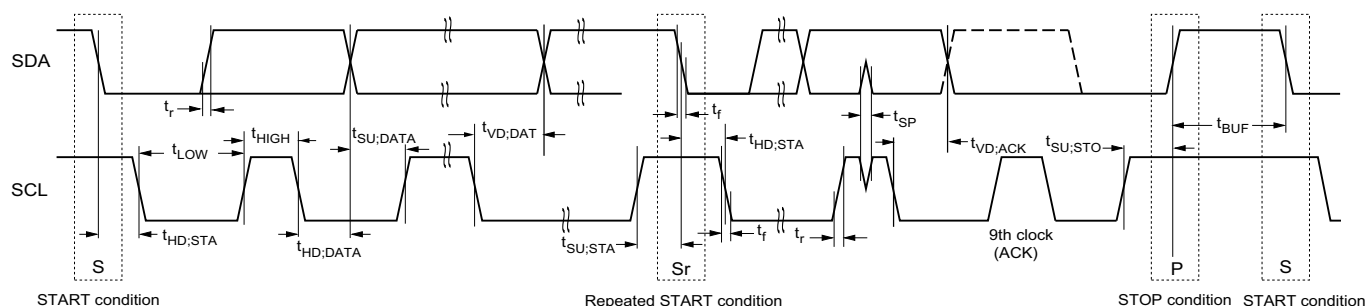 SDA
t_r
t_f
t_SP
t_BUF
t_HIGH
t_LOW
t_SU;DATA
t_VD;DAT
t_HD;STA
t_VD;ACK
t_SU;STO
SCL
t_HD;STA
t_HD;DATA
t_SU;STA
t_f
t_r
9th clock
(ACK)
S
Sr
P
S
START condition
Repeated START condition
STOP condition
START condition